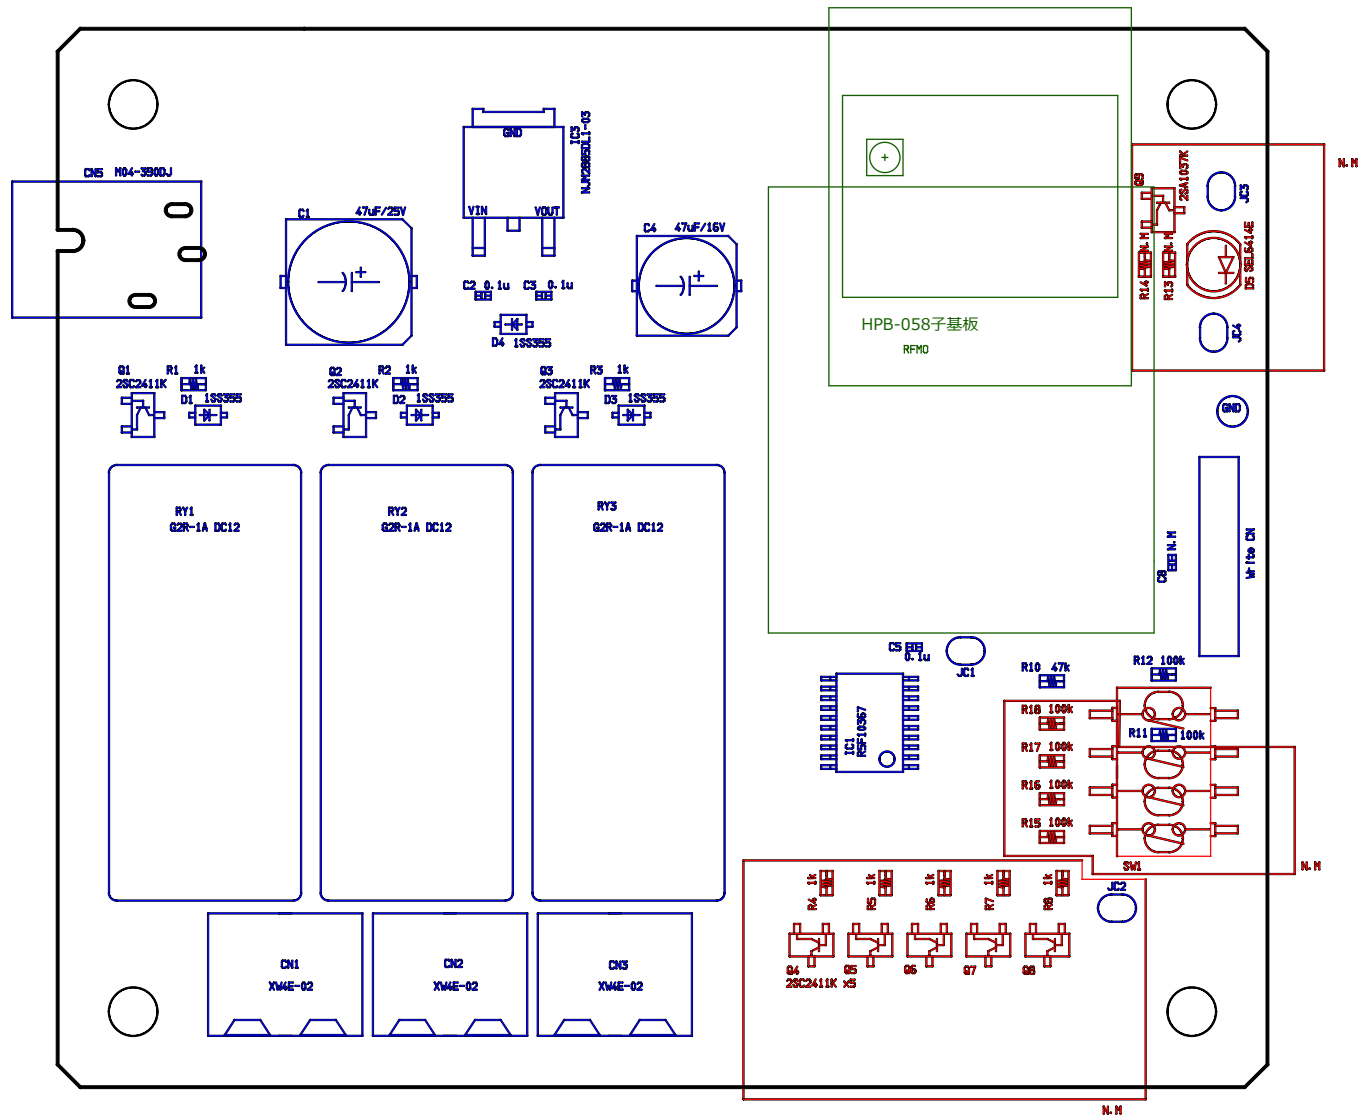 CN5 M04-390DJ
C1 47uF/25V
GND
IC3
NJM2885DL1-03
VIN VOUT
C4 47uF/16V
C2 0.1u C3 0.1u
D4 1SS355
HPB-058子基板
RFMO
Q9
2SA1037K
JC3
N.M
R14 N.M
R13 N.M
D5 SEL5414E
JC4
GND
Q1 R1 1k
2SC2411K
D1 1SS355
Q2 R2 1k
2SC2411K
D2 1SS355
Q3 R3 1k
2SC2411K
D3 1SS355
RY1
G2R-1A DC12
RY2
G2R-1A DC12
RY3
G2R-1A DC12
C8 N.M
Write CN
C5
0.1u
JC1
IC1
R5F10367
R10 47k
R12 100k
R18 100k
R11 100k
R17 100k
R16 100k
R15 100k
SW1
N.M
R4 1k
R5 1k
R6 1k
R7 1k
R8 1k
JC2
Q4 Q5 Q6 Q7 Q8
2SC2411K x5
CN1
XW4E-02
CN2
XW4E-02
CN3
XW4E-02
N.M